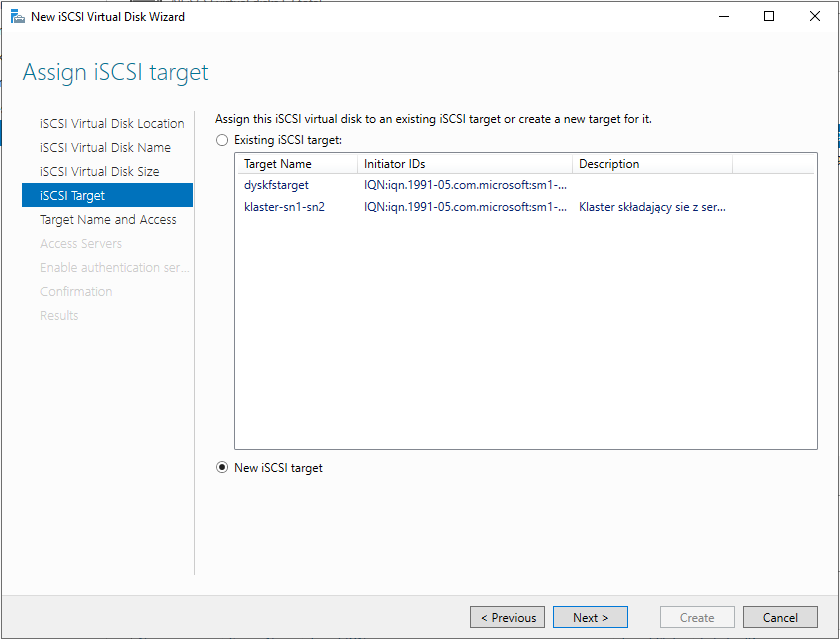 New iSCSI Virtual Disk Wizard
Assign iSCSI target
iSCSI Virtual Disk Location
iSCSI Virtual Disk Name
iSCSI Virtual Disk Size
iSCSI Target
Target Name and Access
Access Servers
Enable authentication ser...
Confirmation
Results
Assign this iSCSI virtual disk to an existing iSCSI target or create a new target for it.
Existing iSCSI target:
Target Name Initiator IDs Description
dyskfstarget IQN:iqn.1991-05.com.microsoft:sm1-...
klaster-sn1-sn2 IQN:iqn.1991-05.com.microsoft:sm1-... Klaster składający sie z ser...
New iSCSI target
< Previous Next > Create Cancel